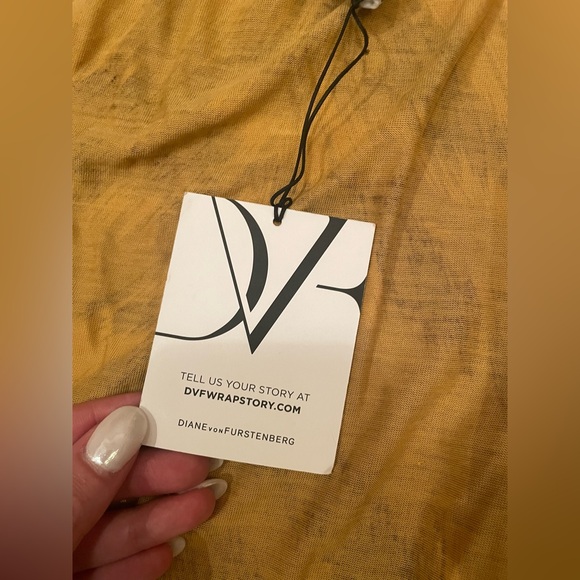 DVF
TELL US YOUR STORY AT
DVFWRAPSTORY.COM
DIANE VON FURSTENBERG